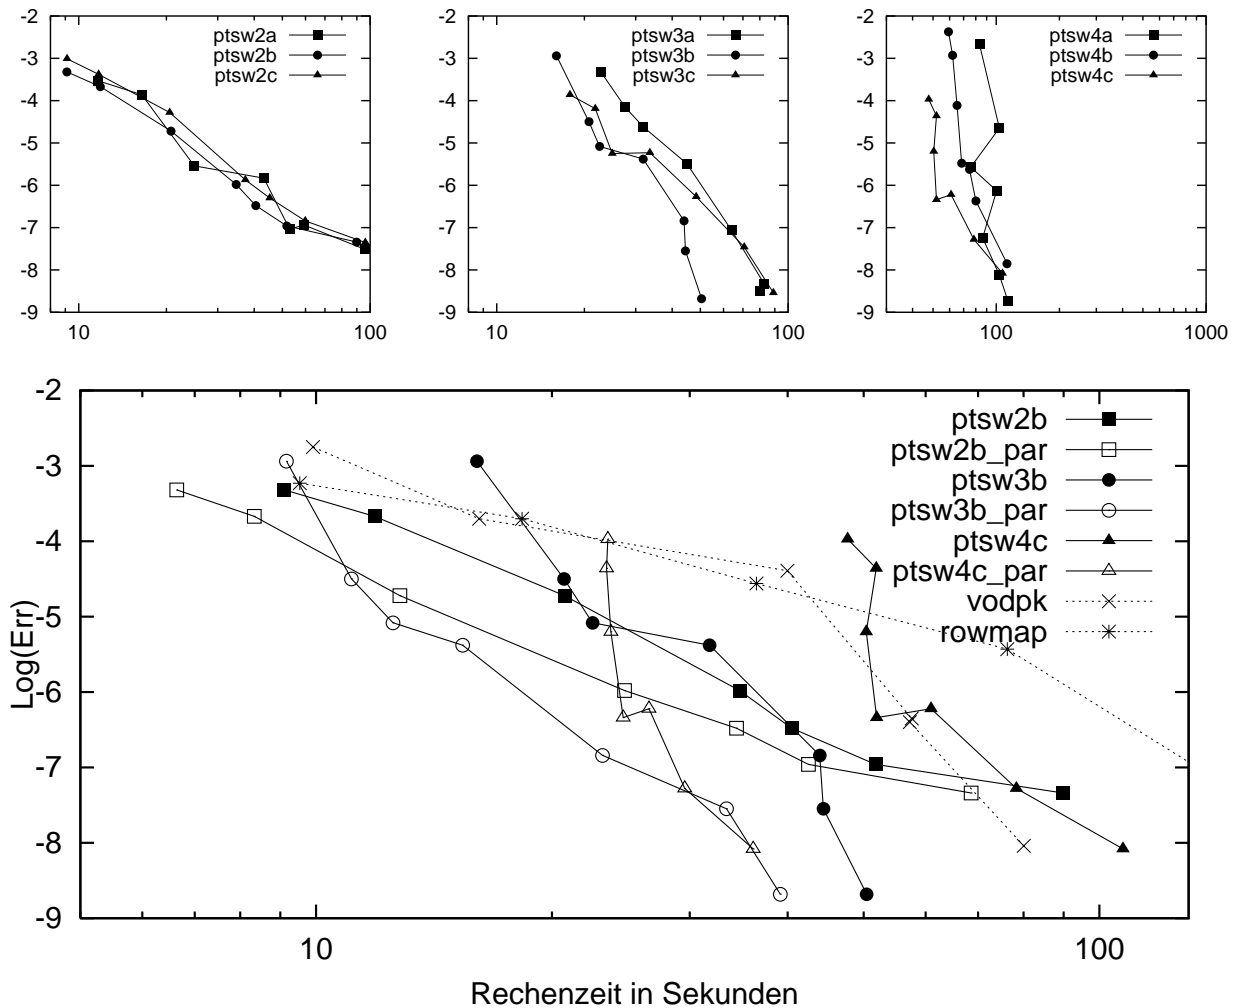 -2
-3
-4
-5
-6
-7
-8
-9
10
100
ptsw2a
ptsw2b
ptsw2c
-2
-3
-4
-5
-6
-7
-8
-9
10
100
ptsw3a
ptsw3b
ptsw3c
-2
-3
-4
-5
-6
-7
-8
-9
100
1000
ptsw4a
ptsw4b
ptsw4c
-2
-3
-4
-5
-6
-7
-8
-9
Log(Err)
10
100
Rechenzeit in Sekunden
ptsw2b
ptsw2b_par
ptsw3b
ptsw3b_par
ptsw4c
ptsw4c_par
vodpk
rowmap